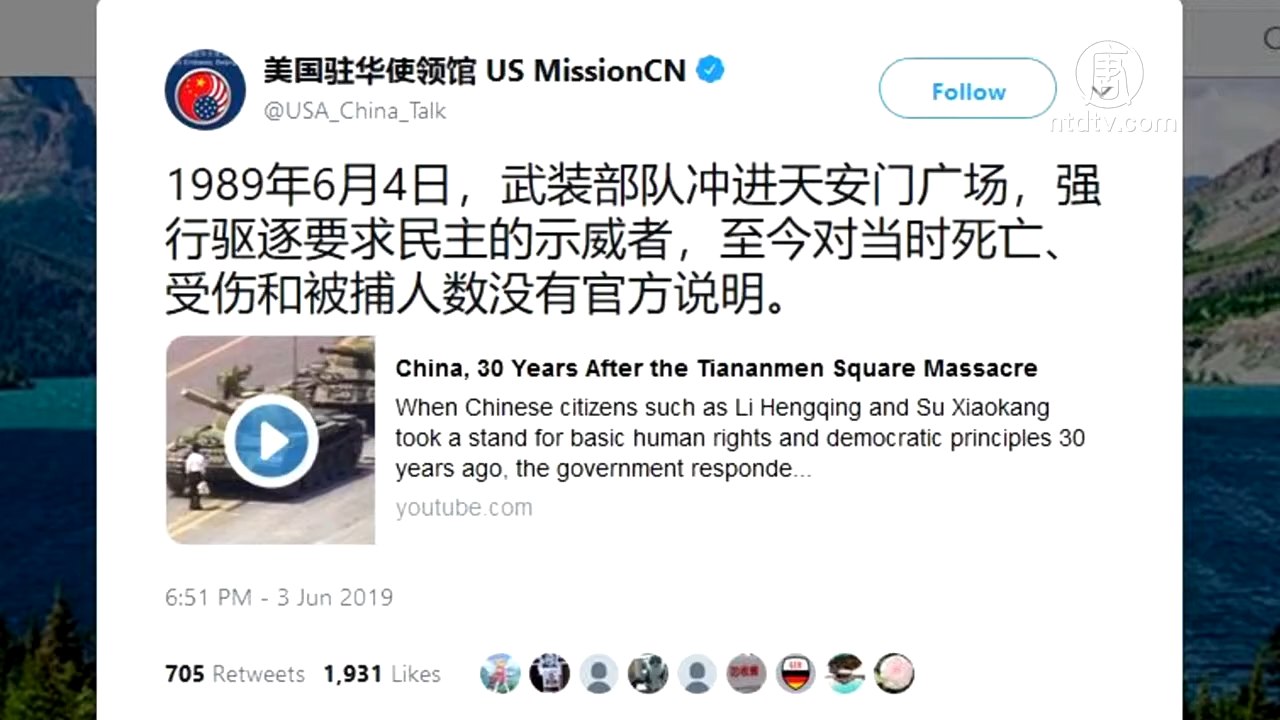 美国驻华使领馆 US MissionCN
@USA_China_Talk
Follow
ntdtv.com
1989年6月4日，武装部队冲进天安门广场，强
行驱逐要求民主的示威者，至今对当时死亡、
受伤和被捕人数没有官方说明。
China, 30 Years After the Tiananmen Square Massacre
When Chinese citizens such as Li Hengqing and Su Xiaokang
took a stand for basic human rights and democratic principles 30
years ago, the government responde...
youtube.com
6:51 PM - 3 Jun 2019
705 Retweets 1,931 Likes